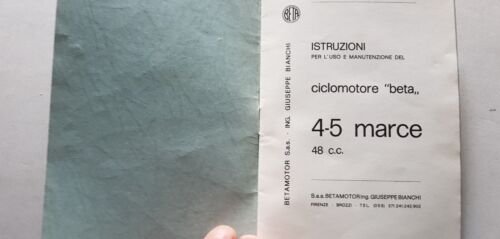 BETA
BETAMOTOR S.a.s. - ING. GIUSEPPE BIANCHI
ISTRUZIONI
PER L'USO E MANUTENZIONE DEL
ciclomotore "beta„
4-5 marce
48 c.c.
S.a.s. BETAMOTOR ing. GIUSEPPE BIANCHI
FIRENZE - BROZZI - TEL. (055) 371.241-242.902